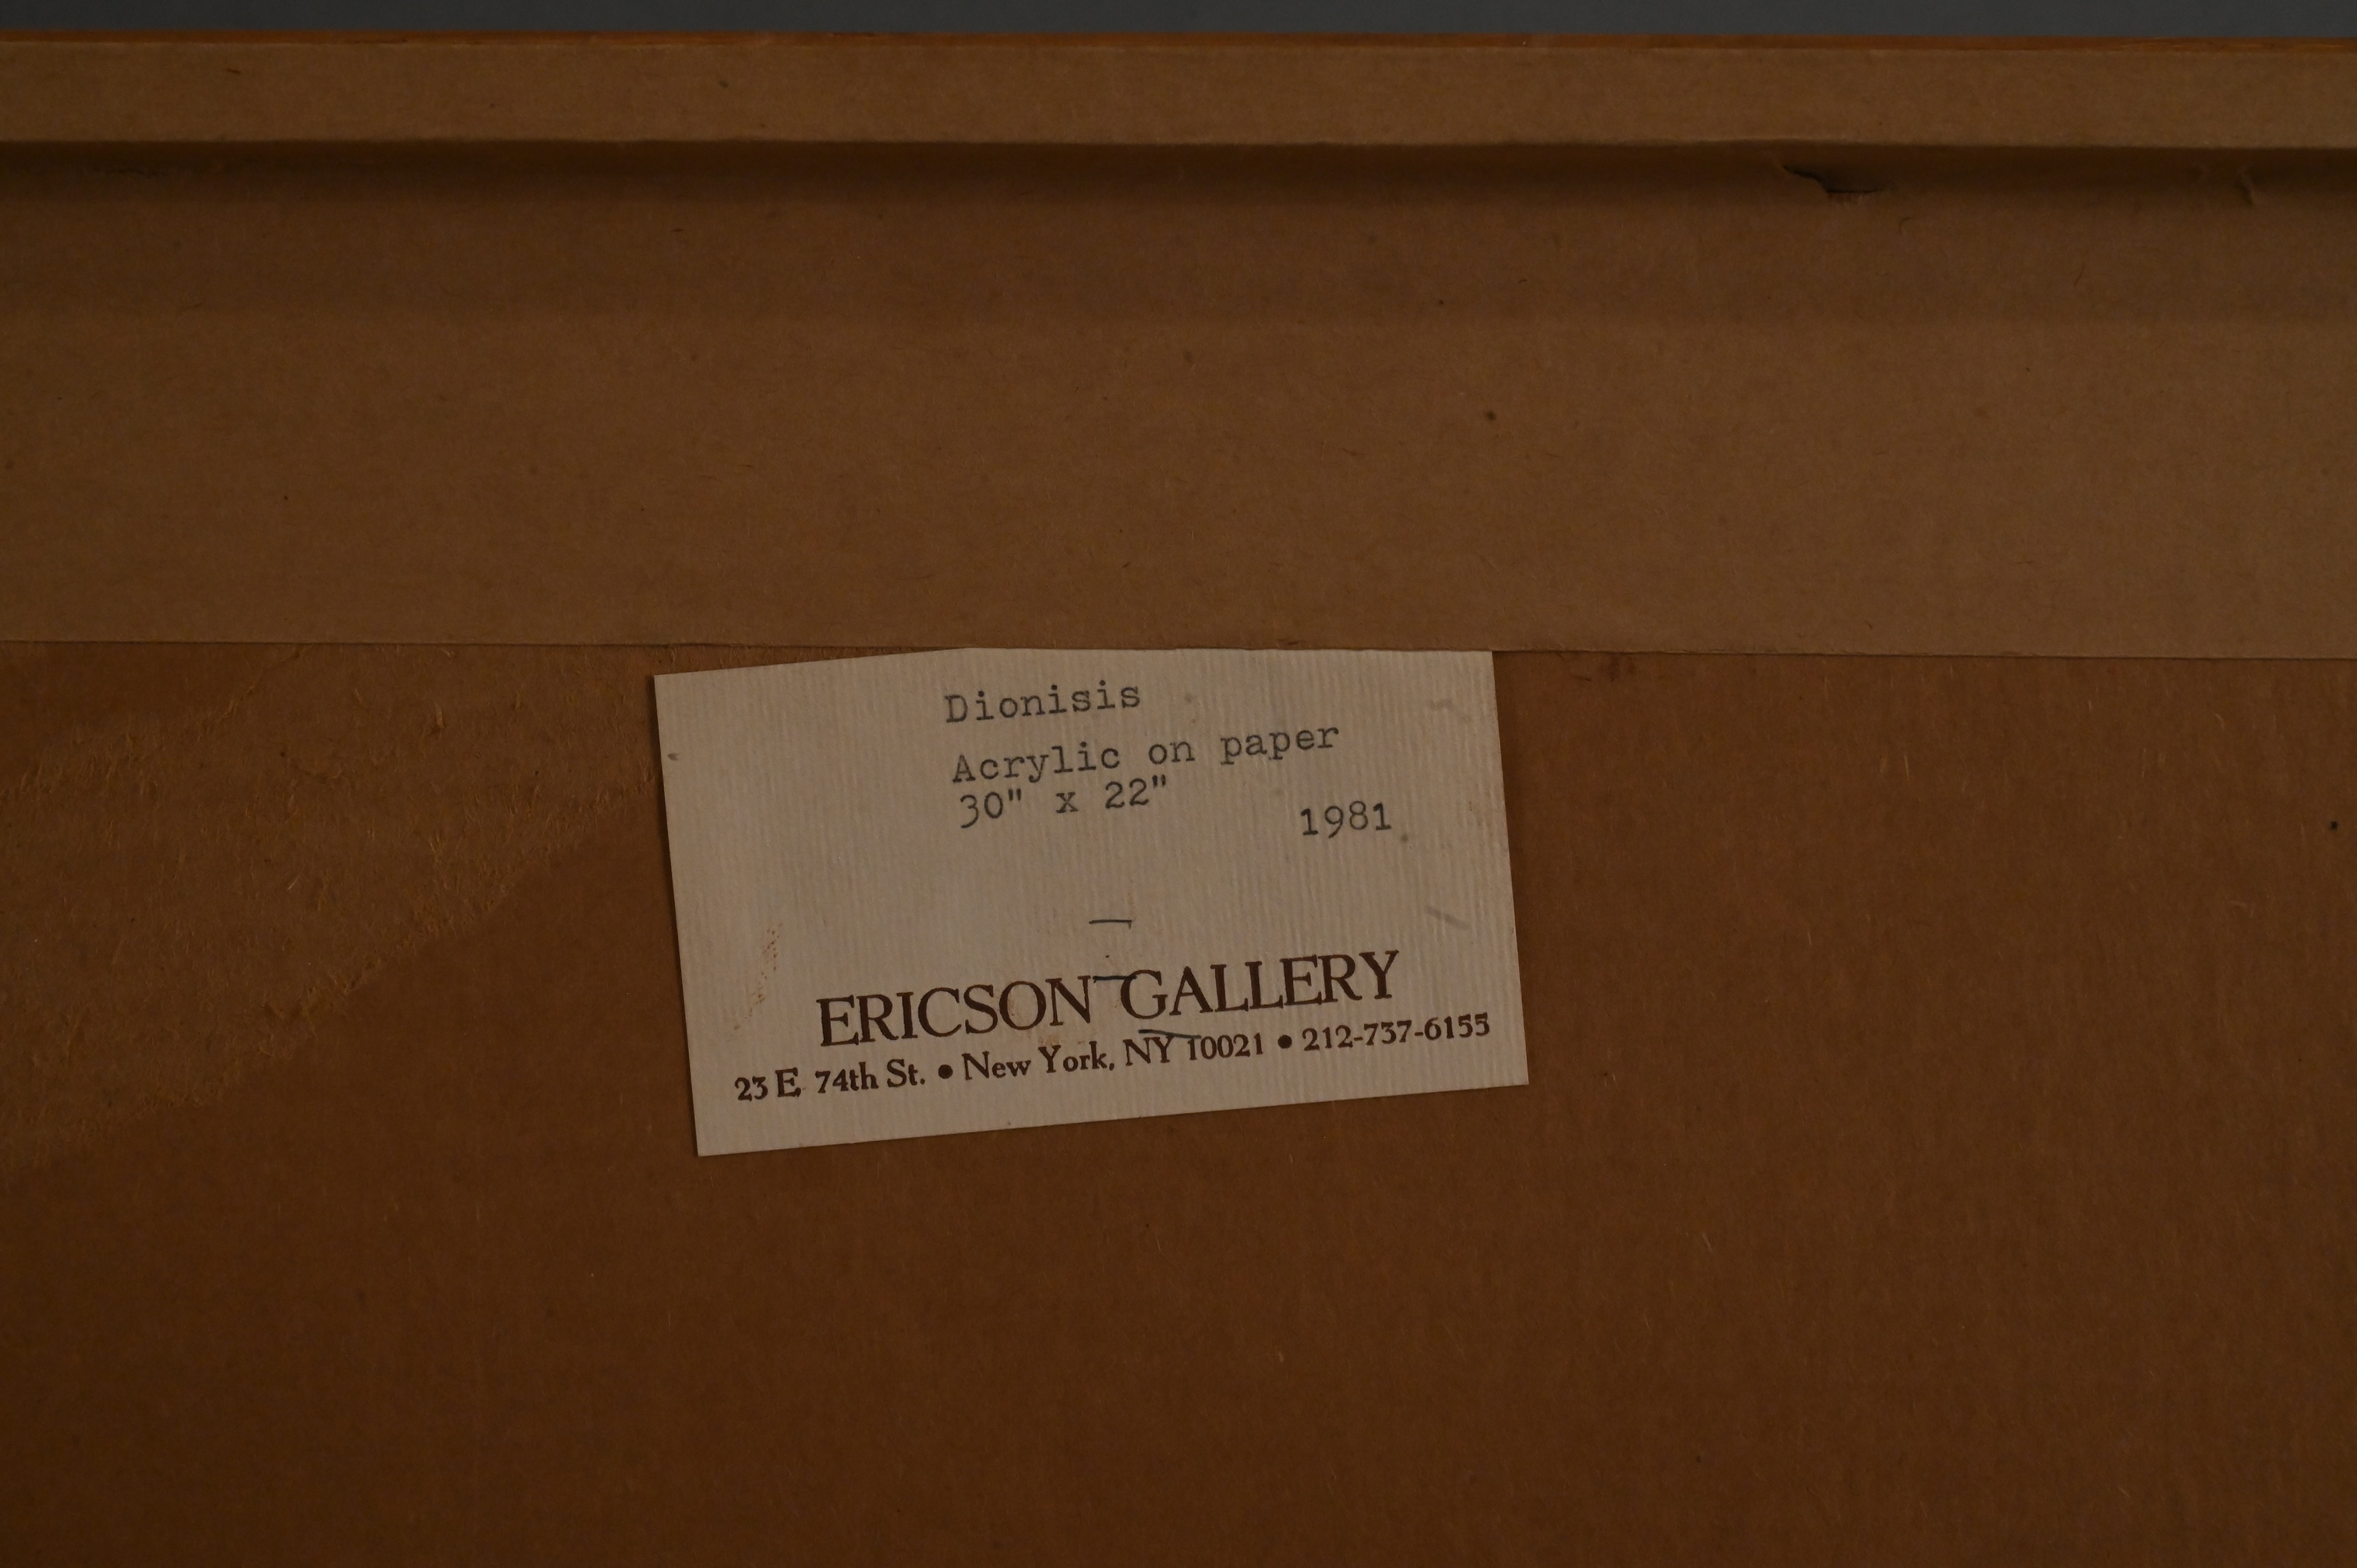 Dionisis
Acrylic on paper
30" x 22"
1981
ERICSON GALLERY
23 E. 74th St. • New York, NY 10021 • 212-737-6155